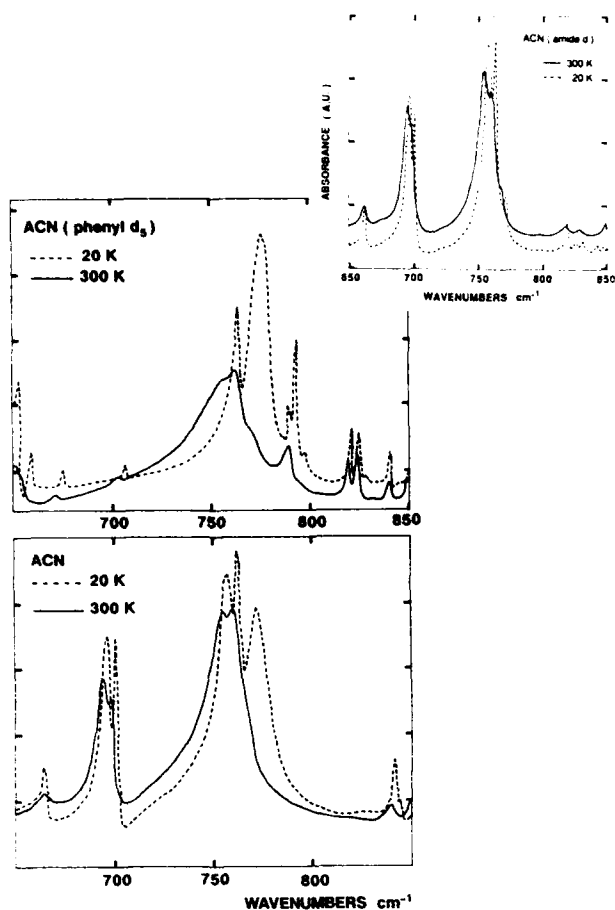 ACN ( amide d )
300 K
20 K
ABSORBANCE ( A.U. )
650 700 750 800 850
WAVENUMBERS cm-1
ACN ( phenyl d5 )
20 K
300 K
700 750 800 850
ACN
20 K
300 K
700 750 800
WAVENUMBERS cm-1